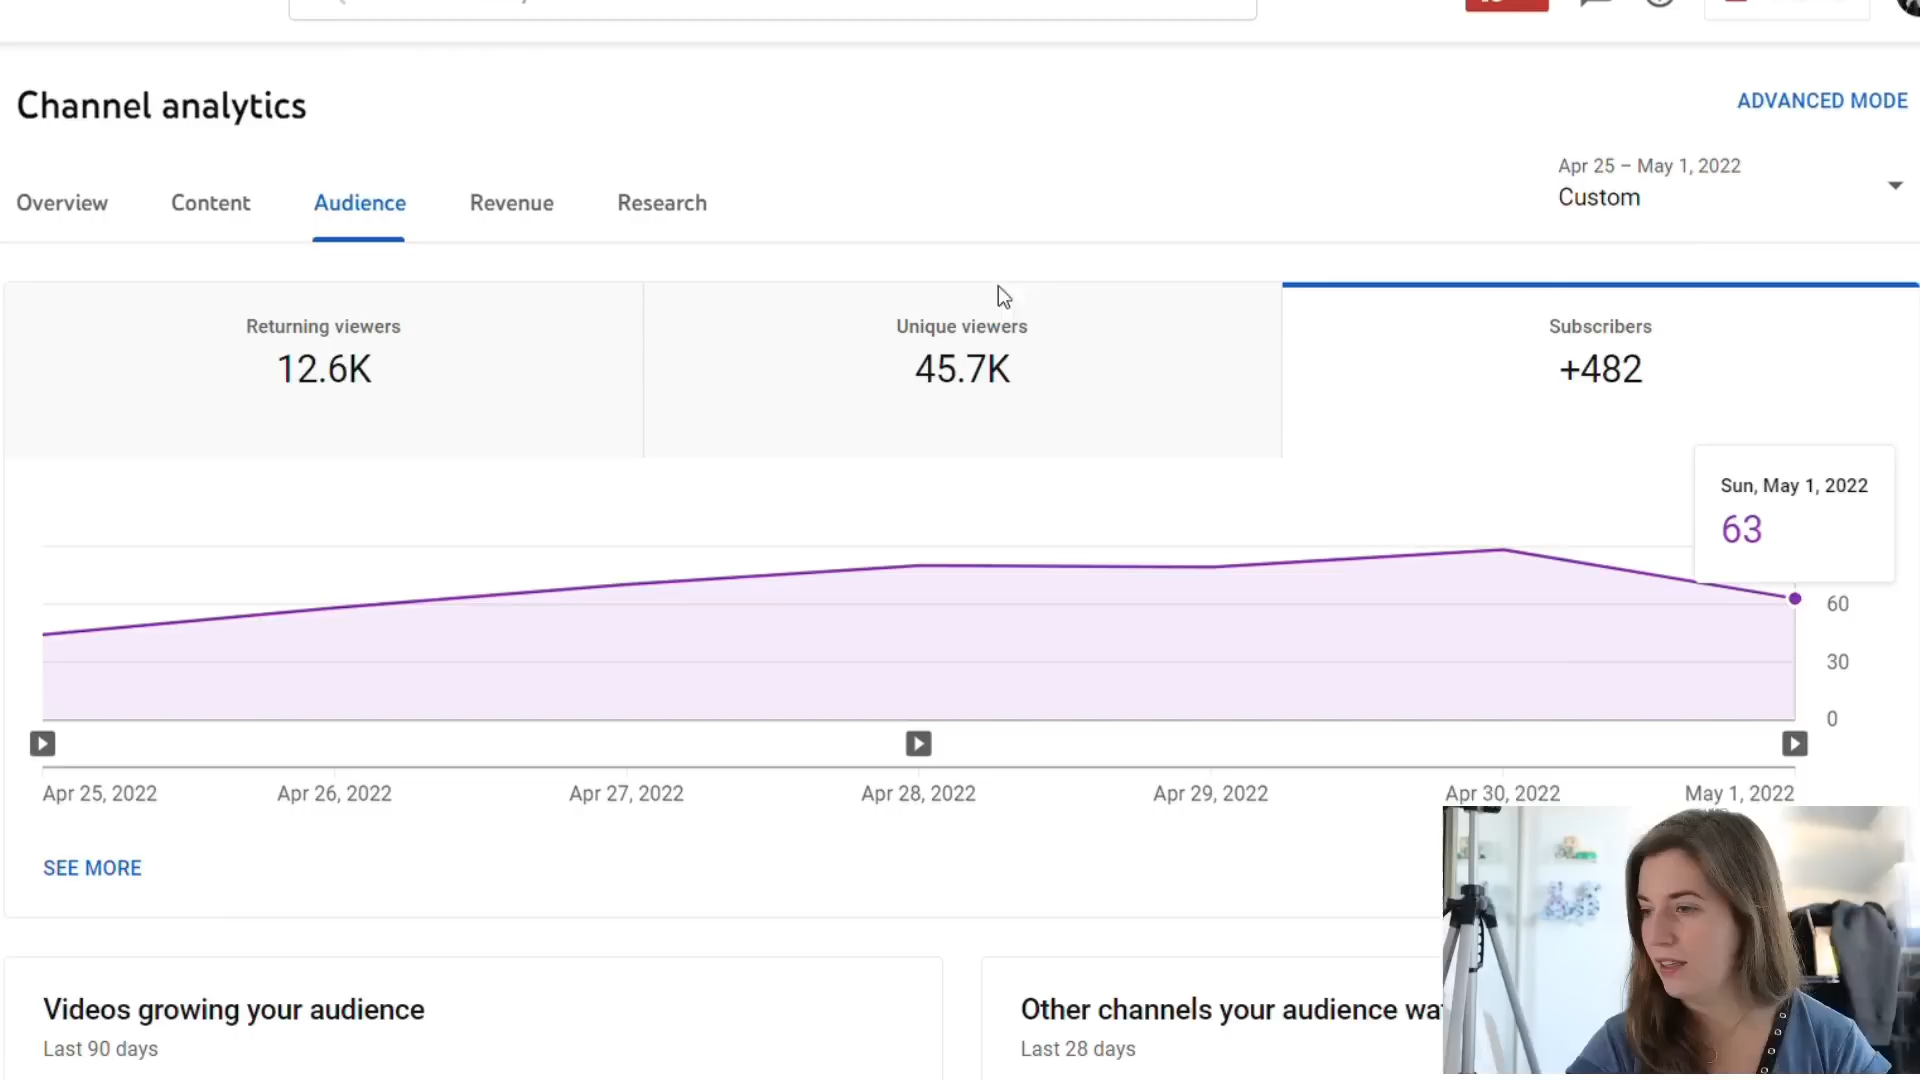 Channel analytics
ADVANCED MODE
Apr 25 – May 1, 2022
Custom
Overview
Content
Audience
Revenue
Research
Returning viewers
12.6K
Unique viewers
45.7K
Subscribers
+482
Sun, May 1, 2022
63
60
30
0
Apr 25, 2022
Apr 26, 2022
Apr 27, 2022
Apr 28, 2022
Apr 29, 2022
Apr 30, 2022
May 1, 2022
SEE MORE
Videos growing your audience
Last 90 days
Other channels your audience wa
Last 28 days